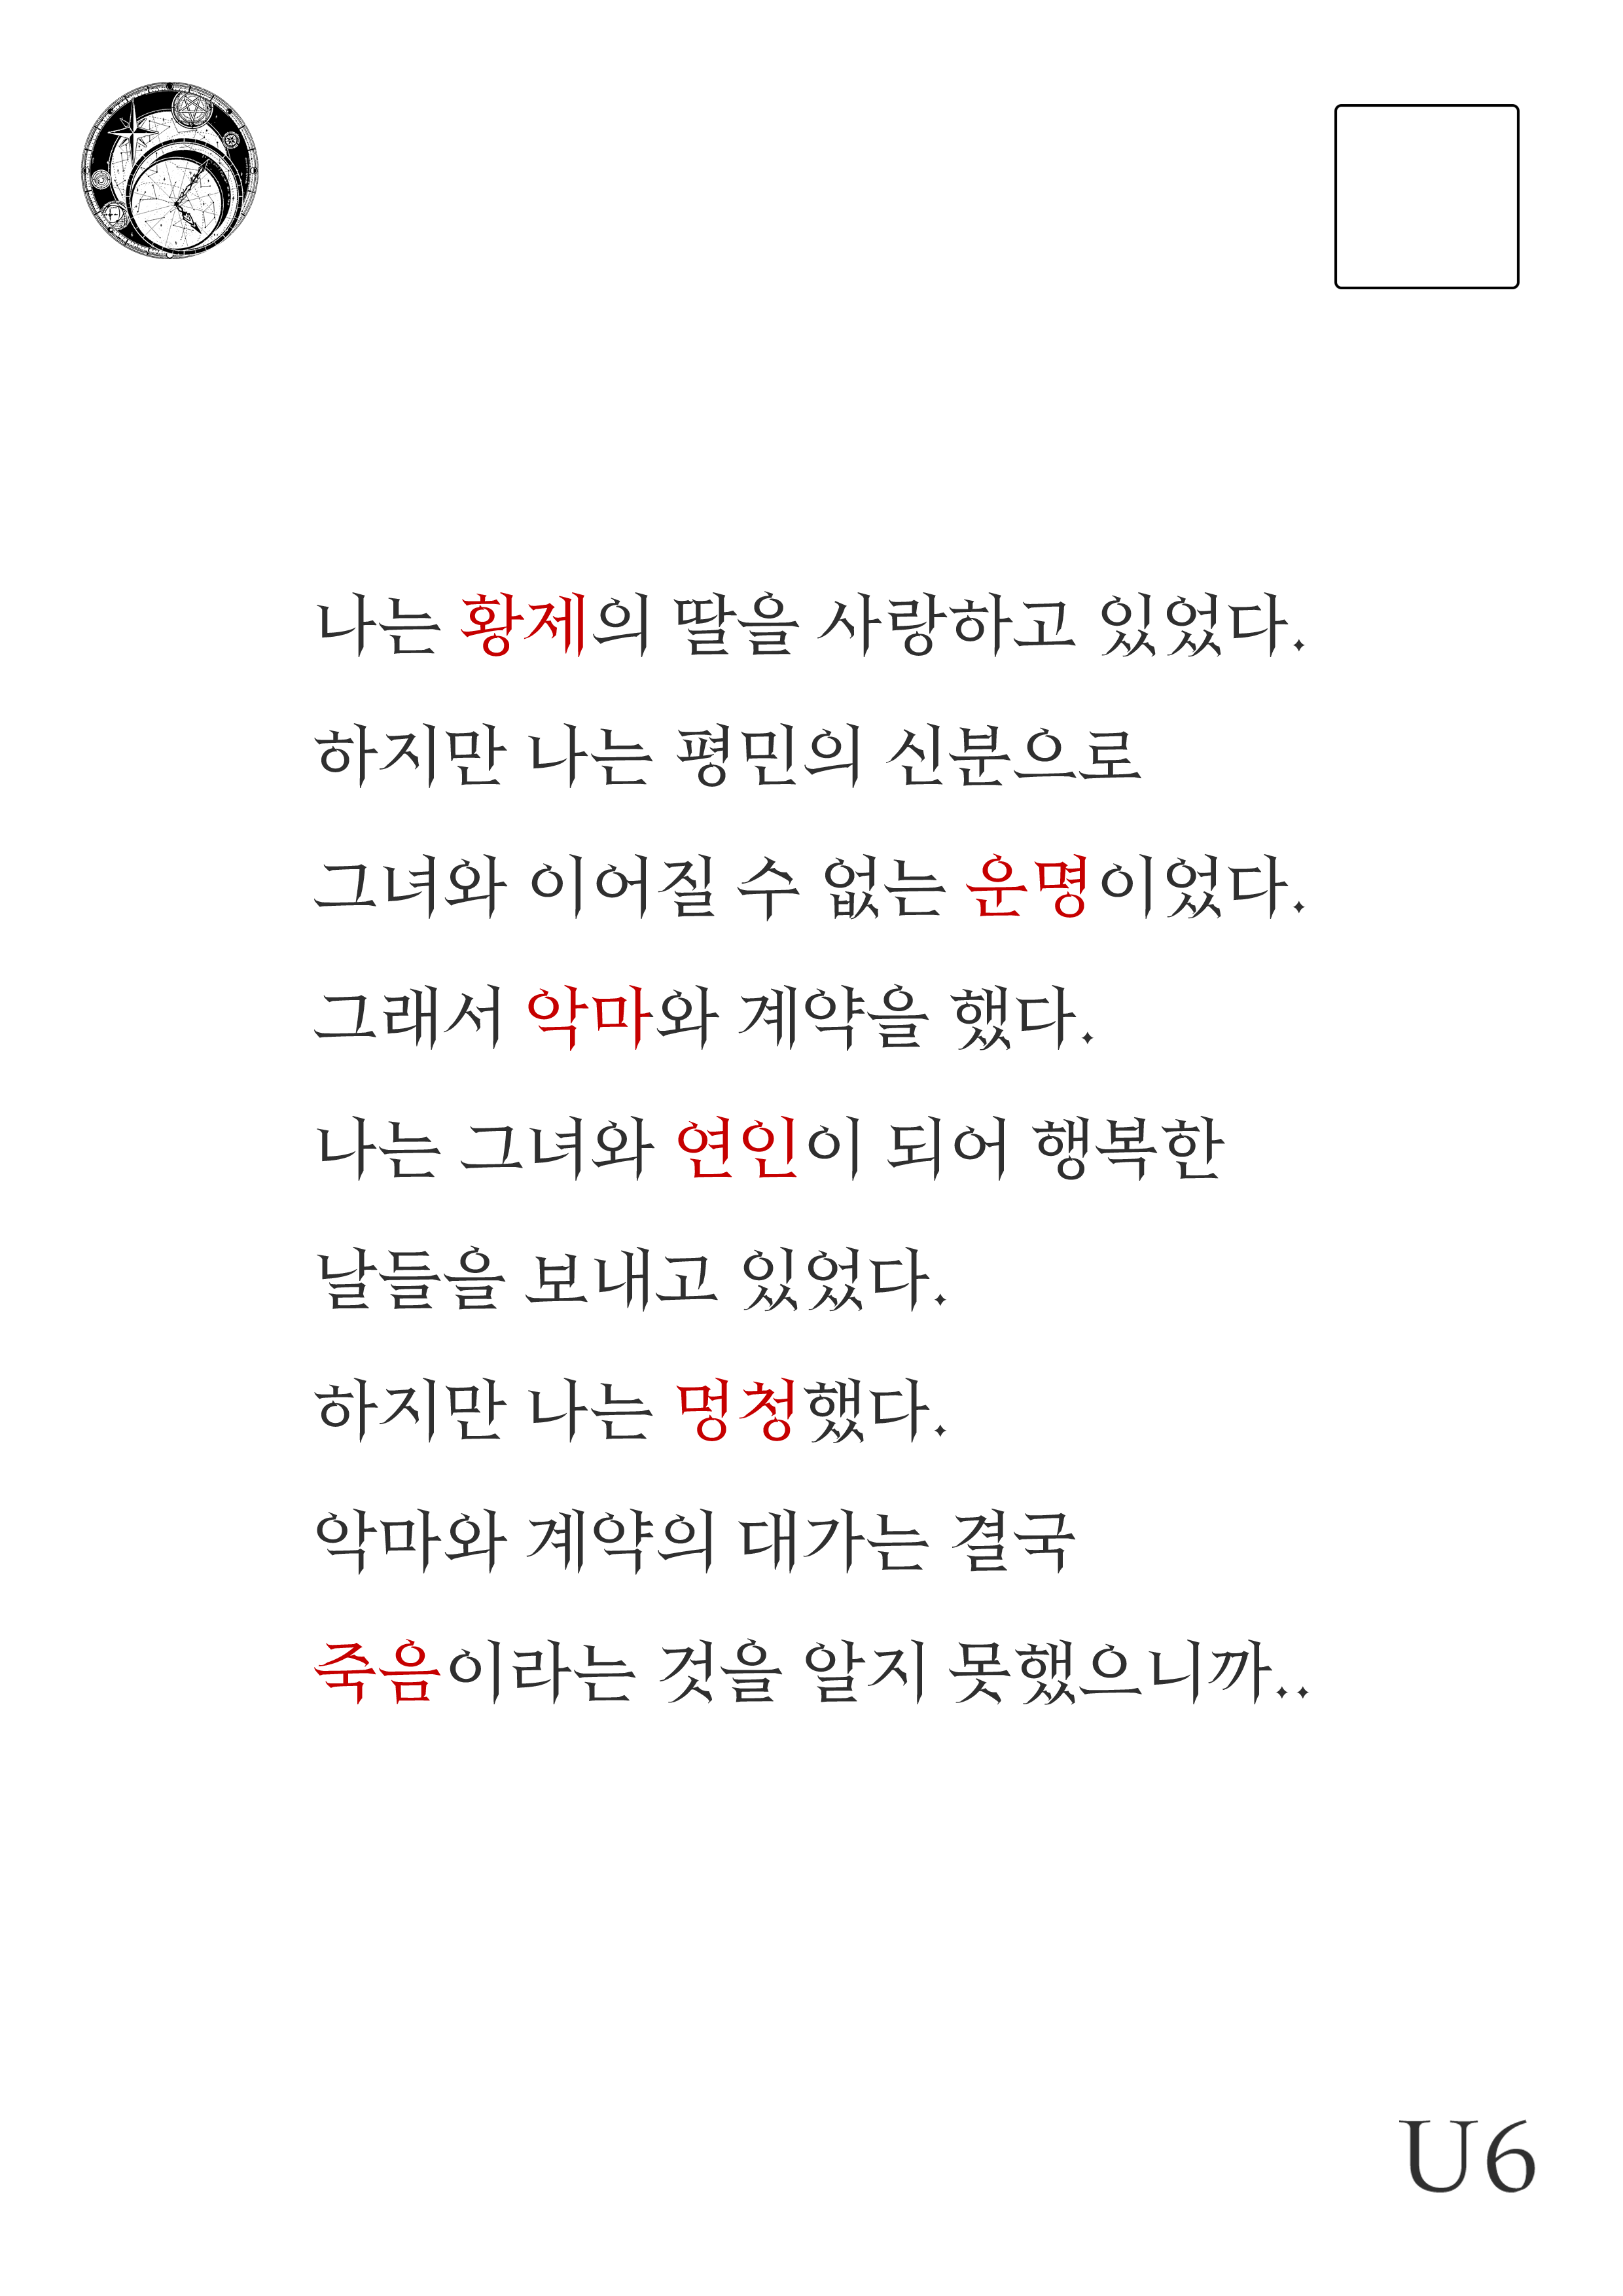 나는 황제의 딸을 사랑하고 있었다.
하지만 나는 평민의 신분으로
그녀와 이어질 수 없는 운명이었다.
그래서 악마와 계약을 했다.
나는 그녀와 연인이 되어 행복한
날들을 보내고 있었다.
하지만 나는 멍청했다.
악마와 계약의 대가는 결국
죽음이라는 것을 알지 못했으니까..
U6